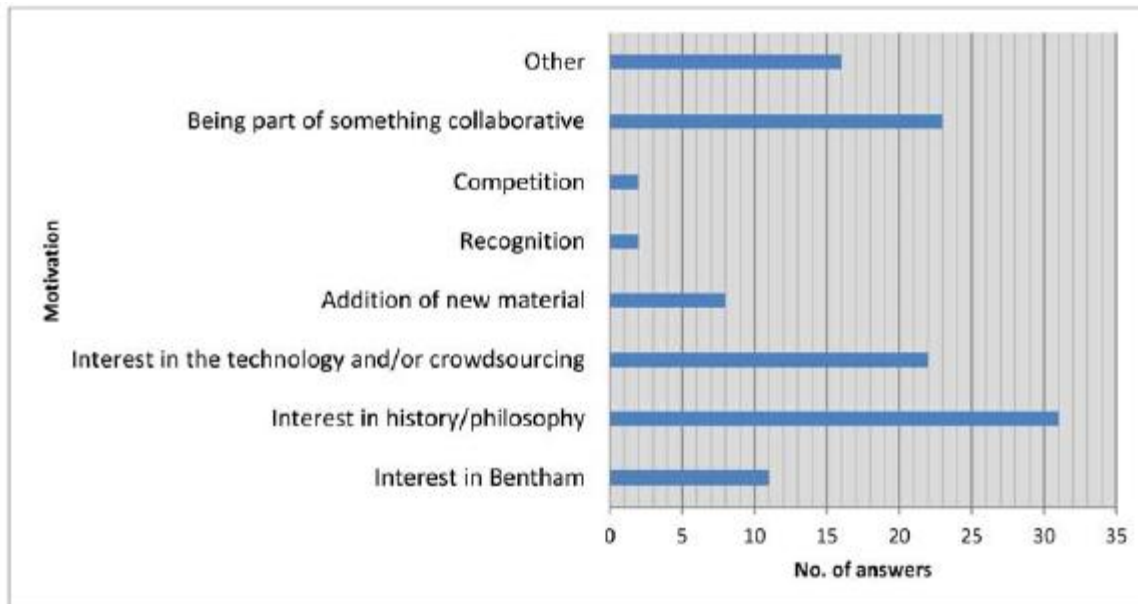 Motivation
Other
Being part of something collaborative
Competition
Recognition
Addition of new material
Interest in the technology and/or crowdsourcing
Interest in history/philosophy
Interest in Bentham
0 5 10 15 20 25 30 35
No. of answers